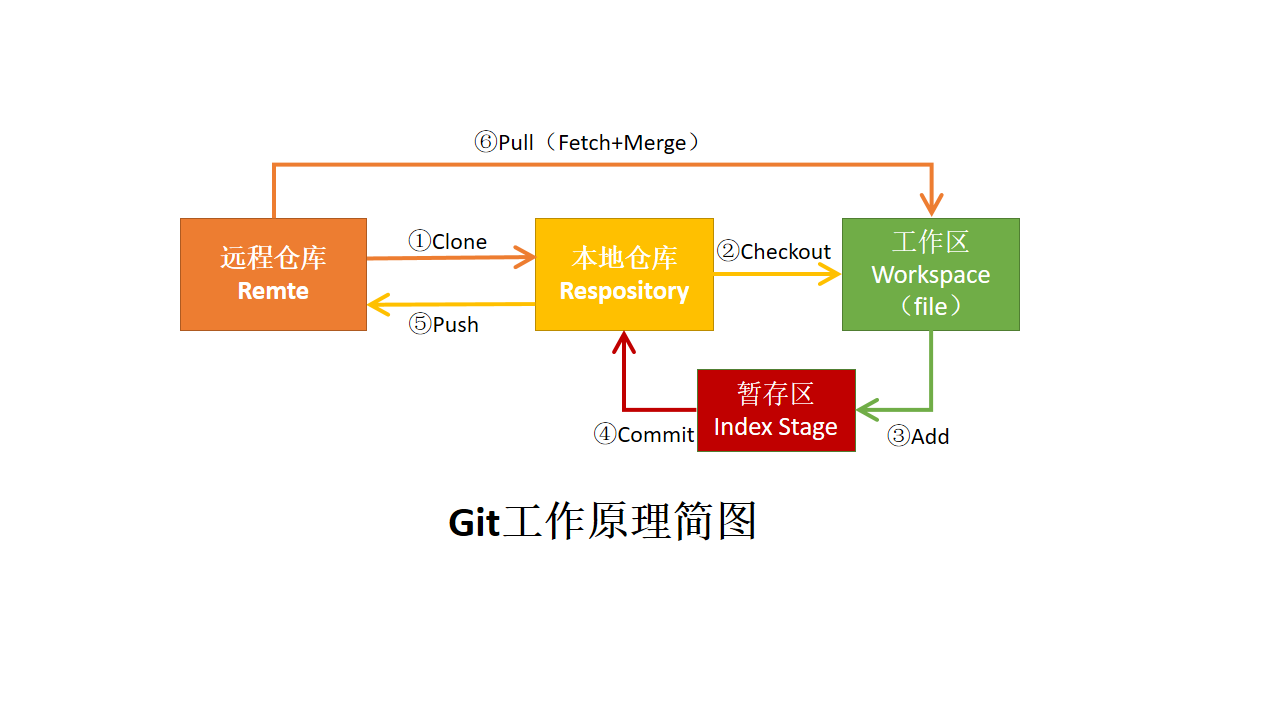 ⑥Pull（Fetch+Merge）
远程仓库
Remte
①Clone
⑤Push
本地仓库
Respository
②Checkout
工作区
Workspace
（file）
暂存区
Index Stage
④Commit
③Add
Git工作原理简图